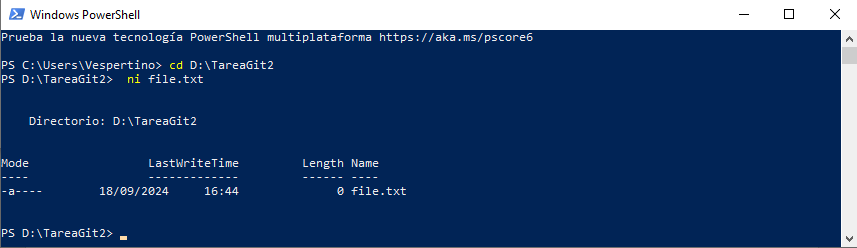 Windows PowerShell
Prueba la nueva tecnología PowerShell multiplataforma https://aka.ms/pscore6
PS C:\Users\Vespertino> cd D:\TareaGit2
PS D:\TareaGit2>  ni file.txt
    Directorio: D:\TareaGit2
Mode                 LastWriteTime         Length Name
----                 -------------         ------ ----
-a----        18/09/2024     16:44              0 file.txt
PS D:\TareaGit2>